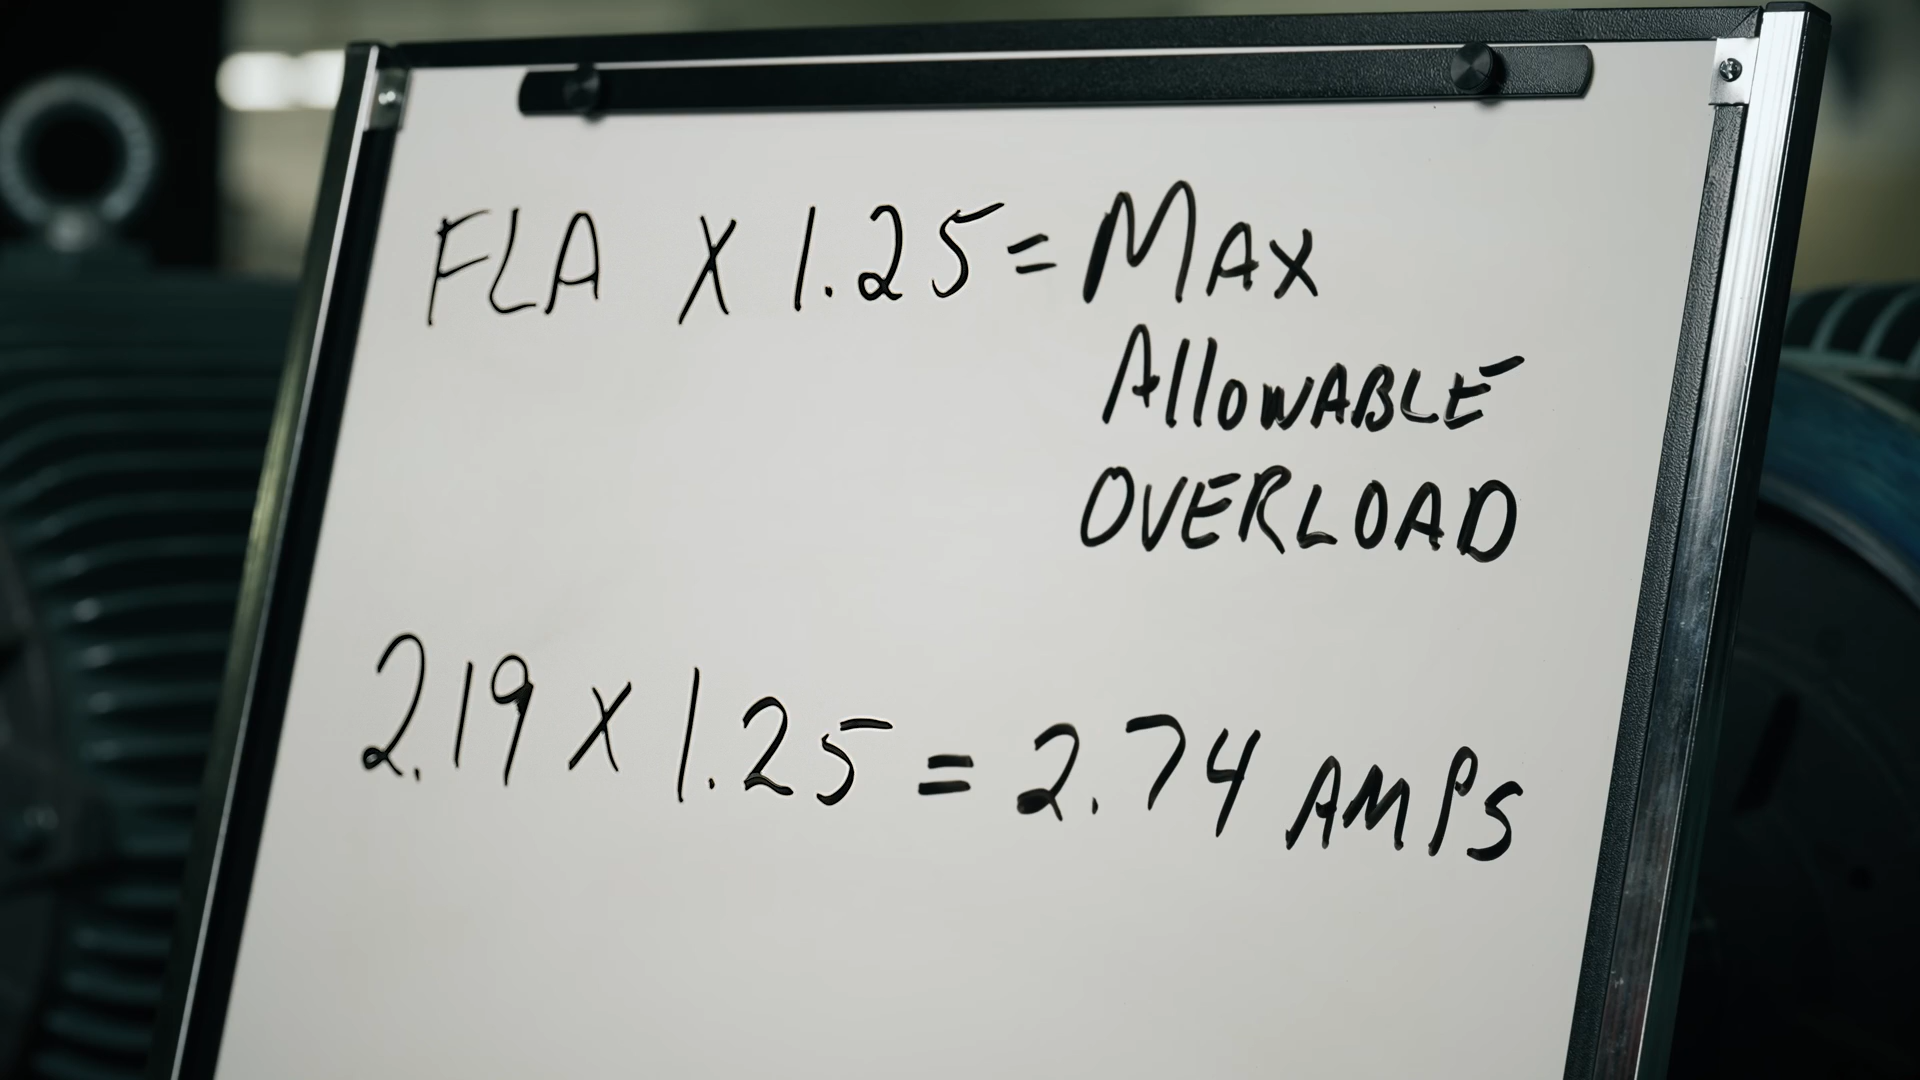 FLA X 1.25 = MAX
AllowABLE
OVERLOAD
2.19 X 1.25 = 2.74 AMPS